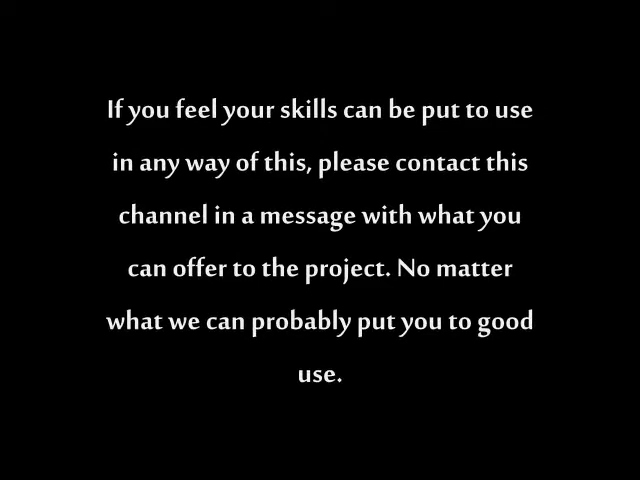 If you feel your skills can be put to use
in any way of this, please contact this
channel in a message with what you
can offer to the project. No matter
what we can probably put you to good
use.